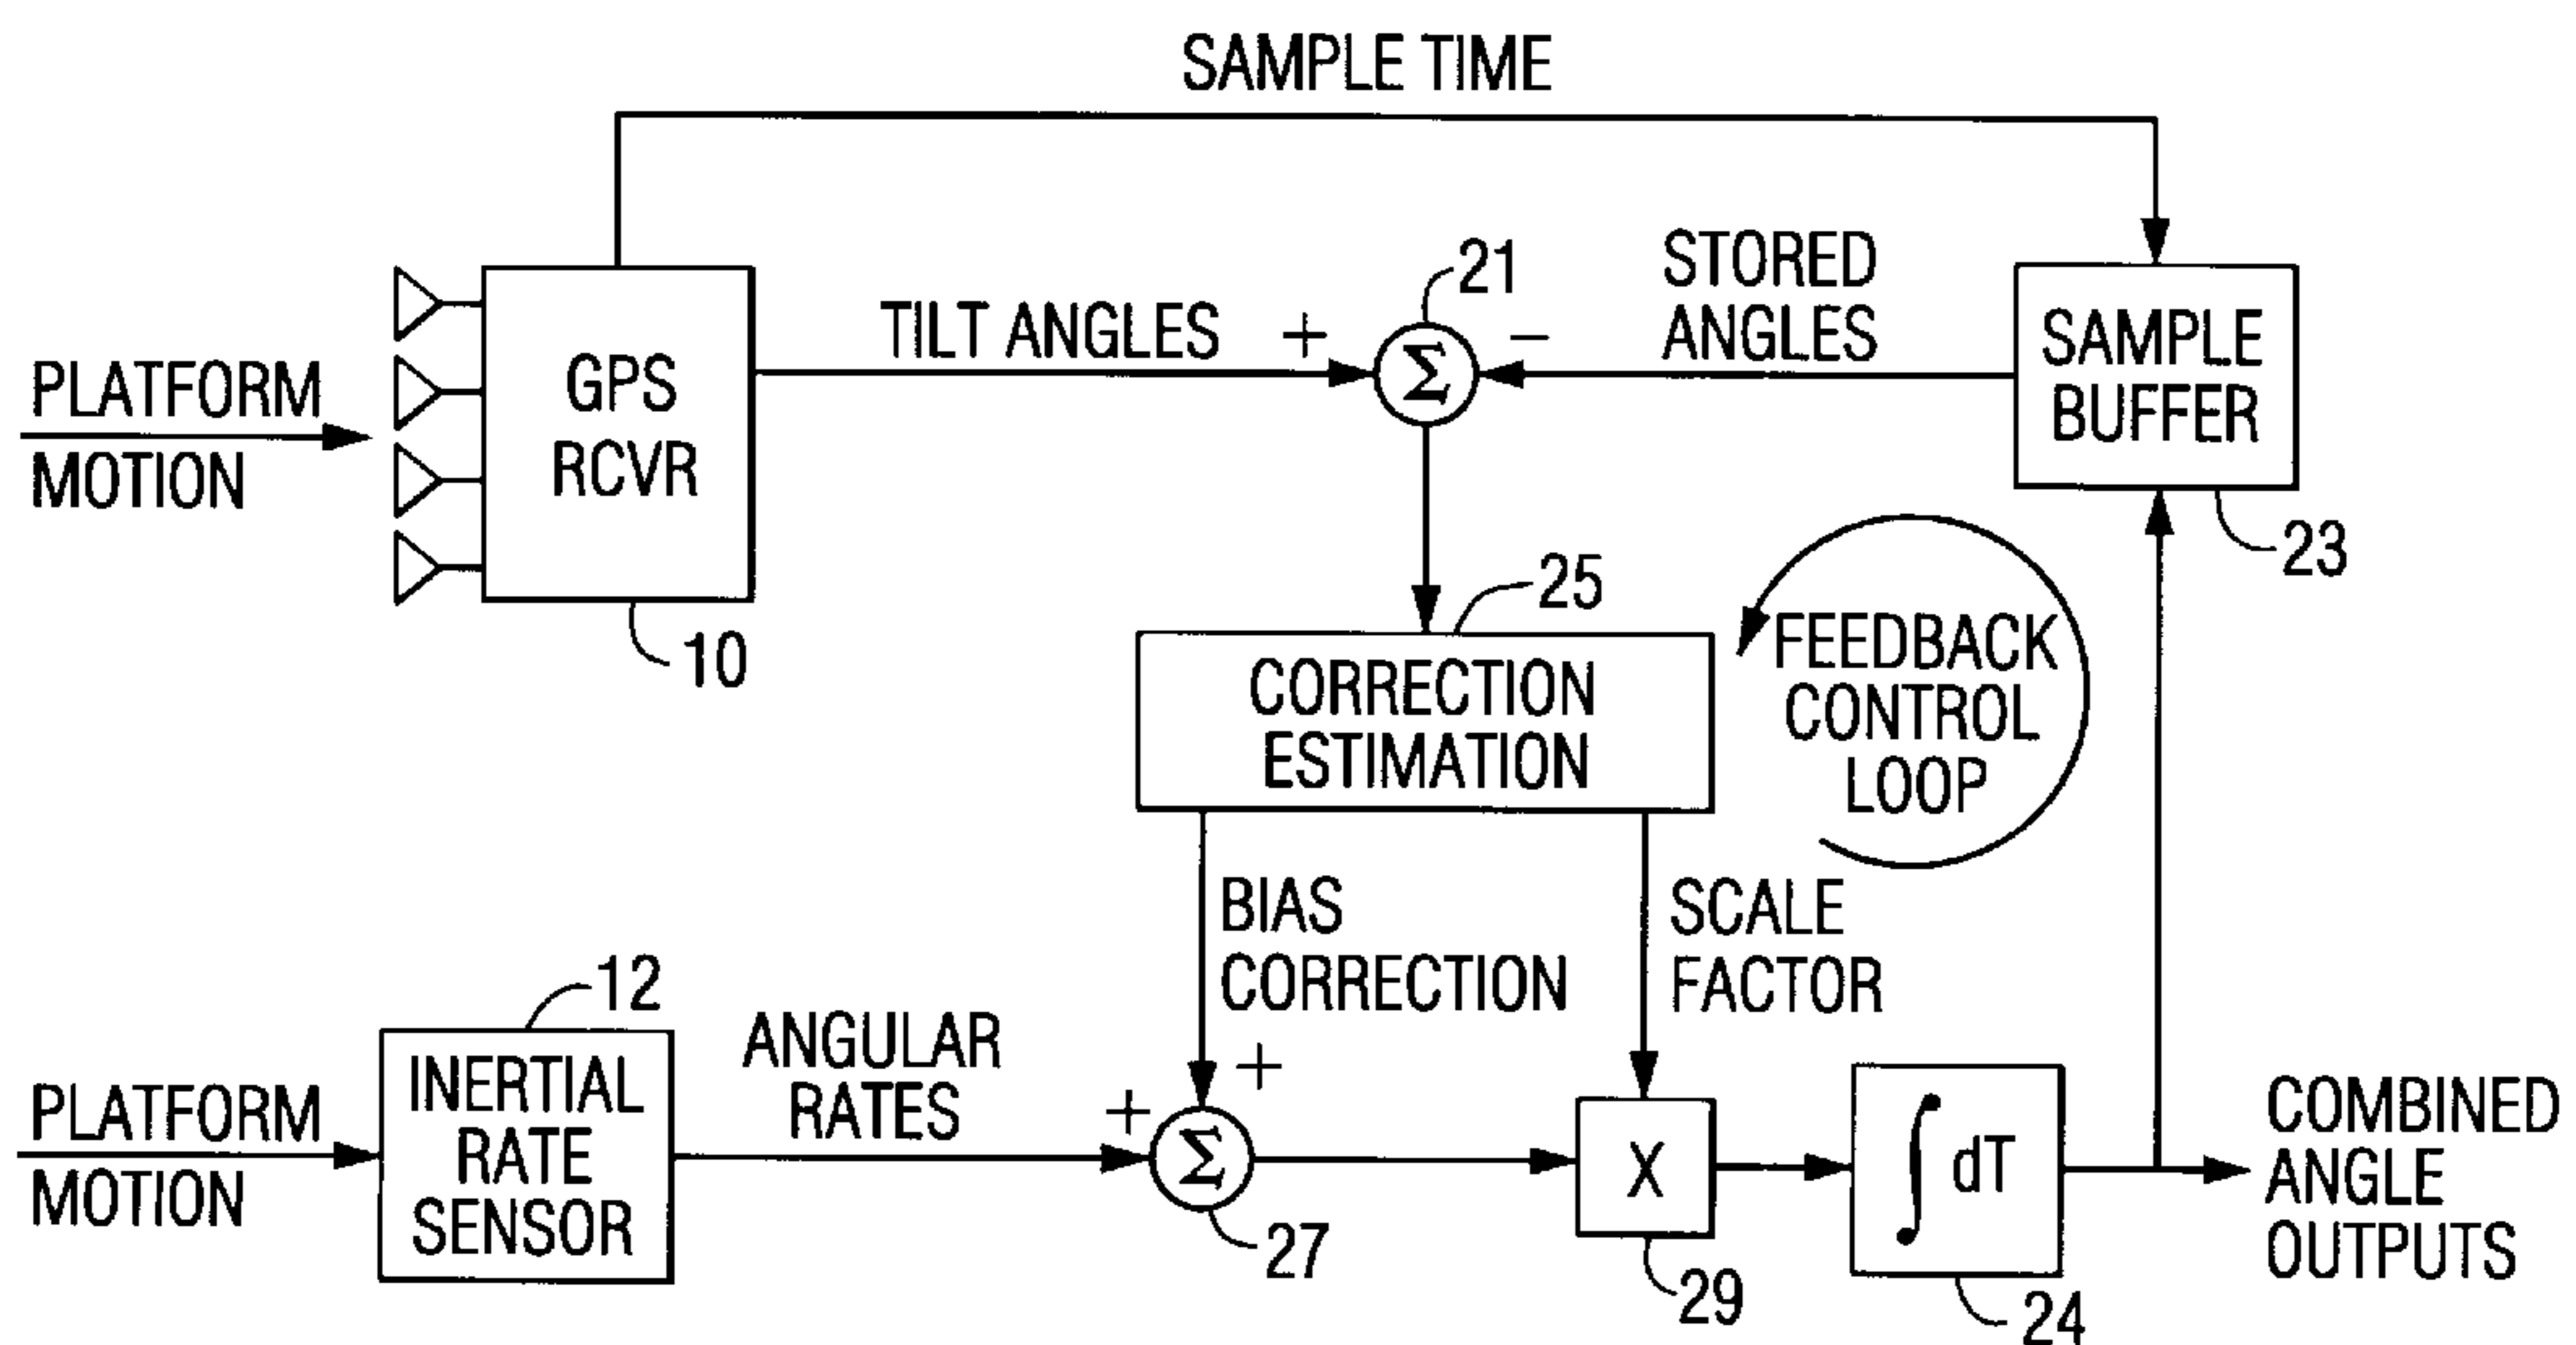 SAMPLE TIME
PLATFORM
MOTION
GPS
RCVR
10
TILT ANGLES
+
Σ
21
−
STORED
ANGLES
SAMPLE
BUFFER
23
25
CORRECTION
ESTIMATION
FEEDBACK
CONTROL
LOOP
BIAS
CORRECTION
SCALE
FACTOR
PLATFORM
MOTION
12
INERTIAL
RATE
SENSOR
ANGULAR
RATES
+
+
Σ
27
X
29
∫ dT
24
COMBINED
ANGLE
OUTPUTS